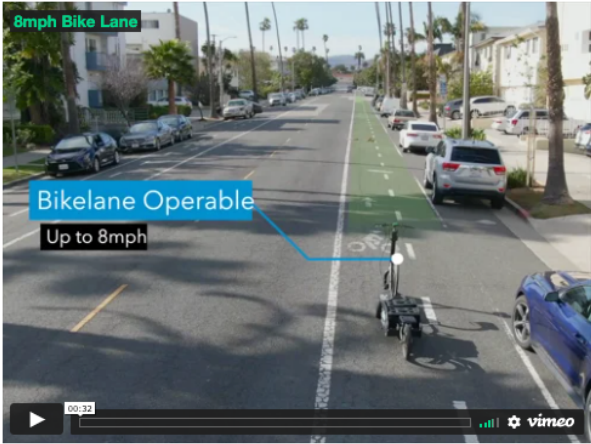 8mph Bike Lane
Bikelane Operable
Up to 8mph
00:32
vimeo